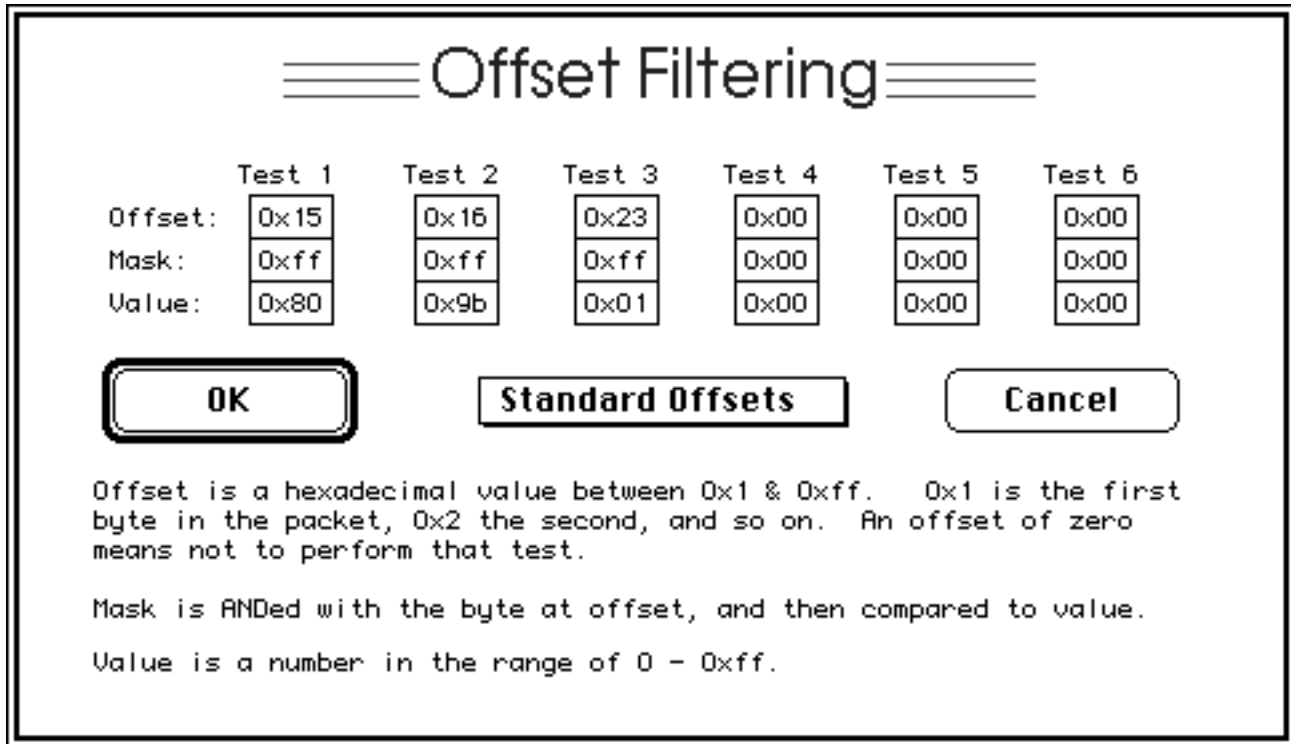 Offset Filtering
Test 1 Test 2 Test 3 Test 4 Test 5 Test 6
Offset: 0x15 0x16 0x23 0x00 0x00 0x00
Mask: 0xff 0xff 0xff 0x00 0x00 0x00
Value: 0x80 0x9b 0x01 0x00 0x00 0x00
OK Standard Offsets Cancel
Offset is a hexadecimal value between 0x1 & 0xff. 0x1 is the first
byte in the packet, 0x2 the second, and so on. An offset of zero
means not to perform that test.
Mask is ANDed with the byte at offset, and then compared to value.
Value is a number in the range of 0 - 0xff.